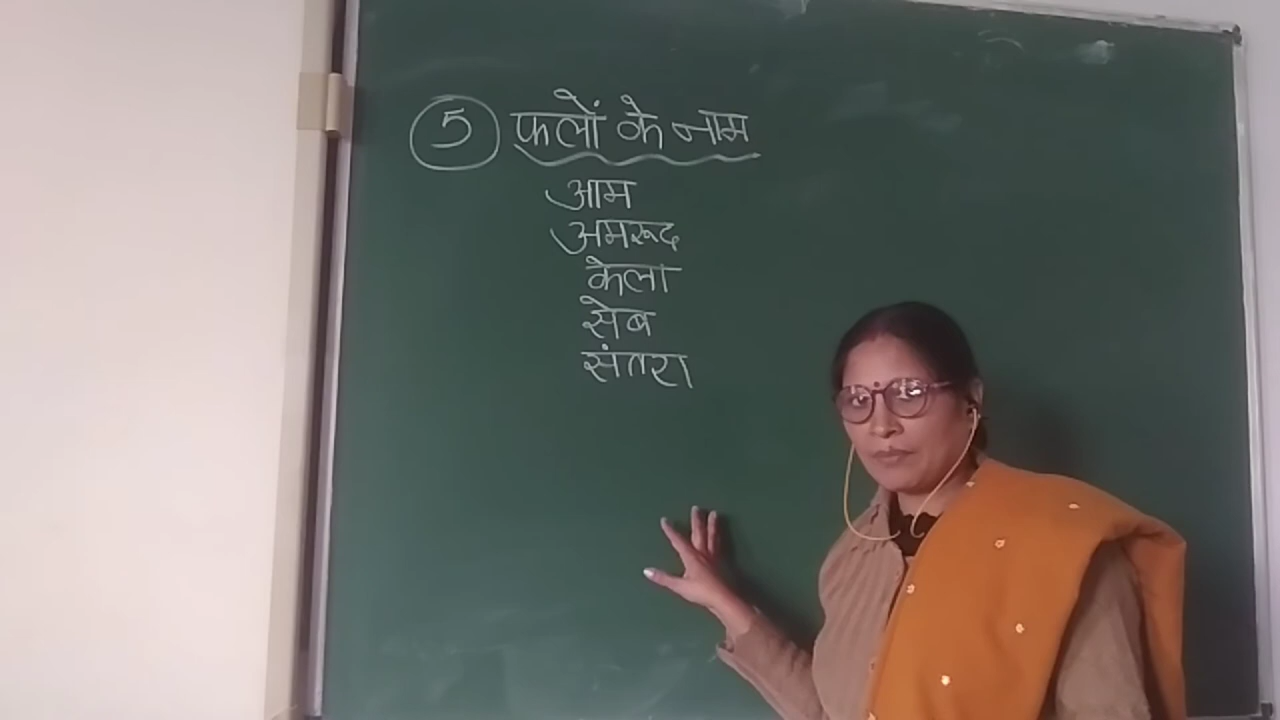 5 फलों के नाम
आम
अमरूद
केला
सेब
संतरा